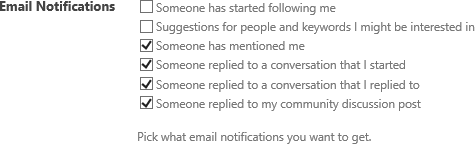 Email Notifications
Someone has started following me
Suggestions for people and keywords I might be interested in
Someone has mentioned me
Someone replied to a conversation that I started
Someone replied to a conversation that I replied to
Someone replied to my community discussion post
Pick what email notifications you want to get.